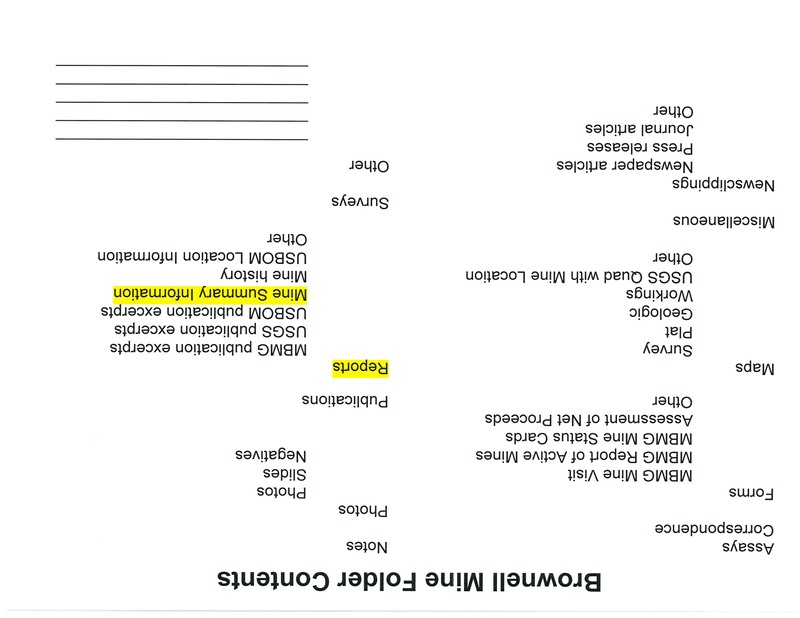 Brownell Mine Folder Contents
Assays
Correspondence
Forms
MBMG Mine Visit
MBMG Report of Active Mines
MBMG Mine Status Cards
Assessment of Net Proceeds
Other
Maps
Survey
Plat
Geologic
Workings
USGS Quad with Mine Location
Other
Miscellaneous
Newsclippings
Newspaper articles
Press releases
Journal articles
Other
Notes
Photos
Photos
Slides
Negatives
Publications
Reports
MBMG publication excerpts
USGS publication excerpts
USBOM publication excerpts
Mine Summary Information
Mine history
USBOM Location Information
Other
Surveys
Other